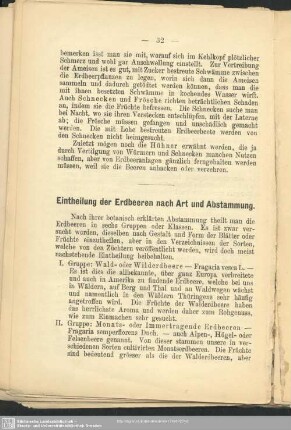 — 32 —
bemerken isst man sie mit, worauf sich im Kehlkopf plötzlicher
Schmerz und wohl gar Anschwellung einstellt. Zur Vertreibung
der Ameisen ist es gut, mit Zucker bestreute Schwämme zwischen
die Erdbeerpflanzen zu legen, worin sich dann die Ameisen
sammeln und dadurch getödtet werden können, dass man die
mit ihnen besetzten Schwämme in kochendes Wasser wirft.
Auch Schnecken und Frösche richten beträchtlichen Schaden
an, indem sie die Früchte befressen. Die Schnecken suche man
bei Nacht, wo sie ihren Verstecken entschlüpfen, mit der Laterne
ab; die Frösche müssen gefangen und unschädlich gemacht
werden. Die mit Lohe bestreuten Erdbeerbeete werden von
den Schnecken nicht heimgesucht.
Zuletzt mögen noch die Hühner erwähnt werden, die ja
durch Vertilgung von Würmern und Schnecken manchen Nutzen
schaffen, aber von Erdbeeranlagen gänzlich ferngehalten werden
müssen, weil sie die Beeren anhacken oder verzehren.
Eintheilung der Erdbeeren nach Art und Abstammung.
Nach ihrer botanisch erklärten Abstammung theilt man die
Erdbeeren in sechs Gruppen oder Klassen. Es ist zwar ver-
sucht worden, dieselben nach Gestalt und Form der Blätter oder
Früchte einzutheilen, aber in den Verzeichnissen der Sorten,
welche von den Züchtern veröffentlicht werden, wird doch meist
nachstehende Eintheilung beibehalten.
I. Gruppe: Wald- oder Wilderdbeere — Fragaria vesca L. —
Es ist dies die allbekannte, über ganz Europa verbreitete
und auch in Amerika zu findende Erdbeere, welche bei uns
in Wäldern, auf Berg und Thal und an Waldwegen wächst
und namentlich in den Wäldern Thüringens sehr häufig
angetroffen wird. Die Früchte der Walderdbeere haben
das herrlichste Aroma und werden daher zum Rohgenuss,
wie zum Einmachen sehr gesucht.
II. Gruppe: Monats- oder Immertragende Erdbeeren —
Fragaria semperflorens Duch. — auch Alpen-, Hügel- oder
Felsenbeere genannt. Von dieser stammen unsere in ver-
schiedenen Sorten cultivirten Monatserdbeeren. Die Früchte
sind bedeutend grösser als die der Walderdbeeren, aber